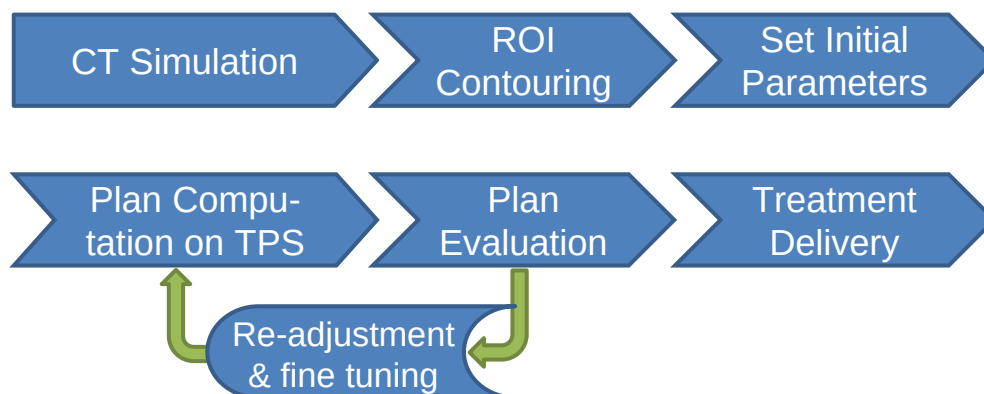 CT Simulation
ROI
Contouring
Set Initial
Parameters
Plan Compu-
tation on TPS
Plan
Evaluation
Treatment
Delivery
Re-adjustment
& fine tuning